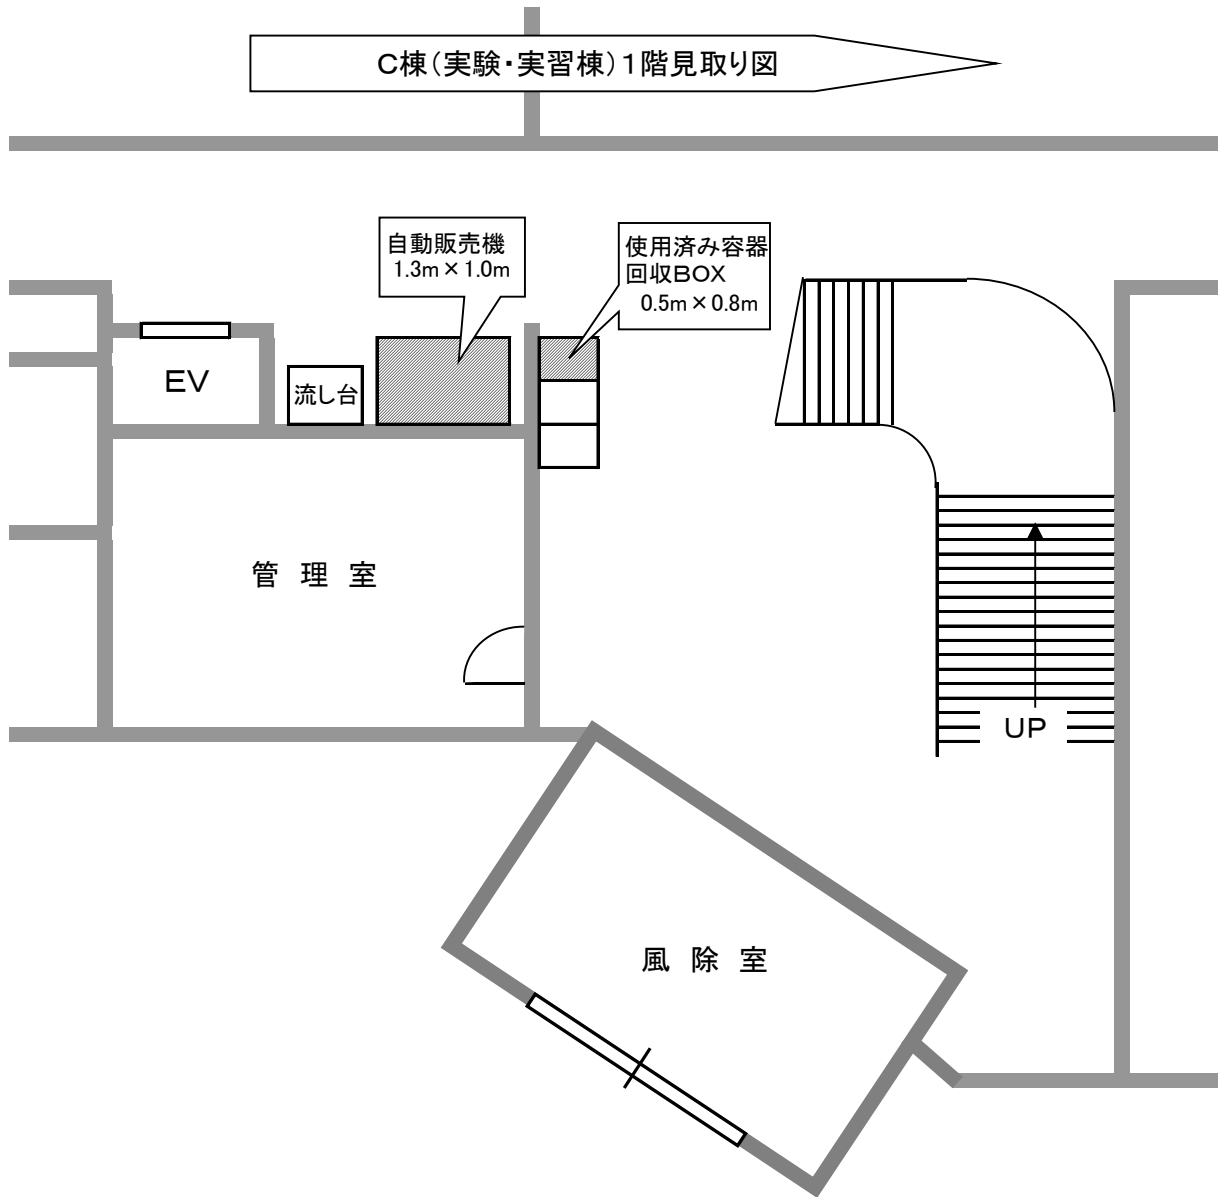 C棟(実験・実習棟)1階見取り図
自動販売機
1.3m×1.0m
使用済み容器
回収BOX
0.5m×0.8m
EV
流し台
管 理 室
UP
風 除 室